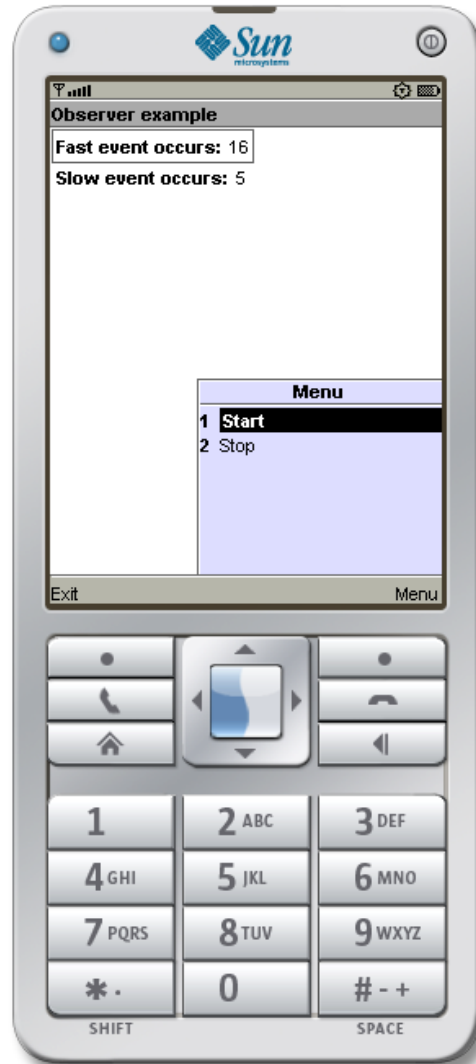 Sun
microsystems
Observer example
Fast event occurs: 16
Slow event occurs: 5
Menu
1 Start
2 Stop
Exit Menu
1 2 ABC 3 DEF
4 GHI 5 JKL 6 MNO
7 PQRS 8 TUV 9 WXYZ
* . 0 # - +
SHIFT SPACE